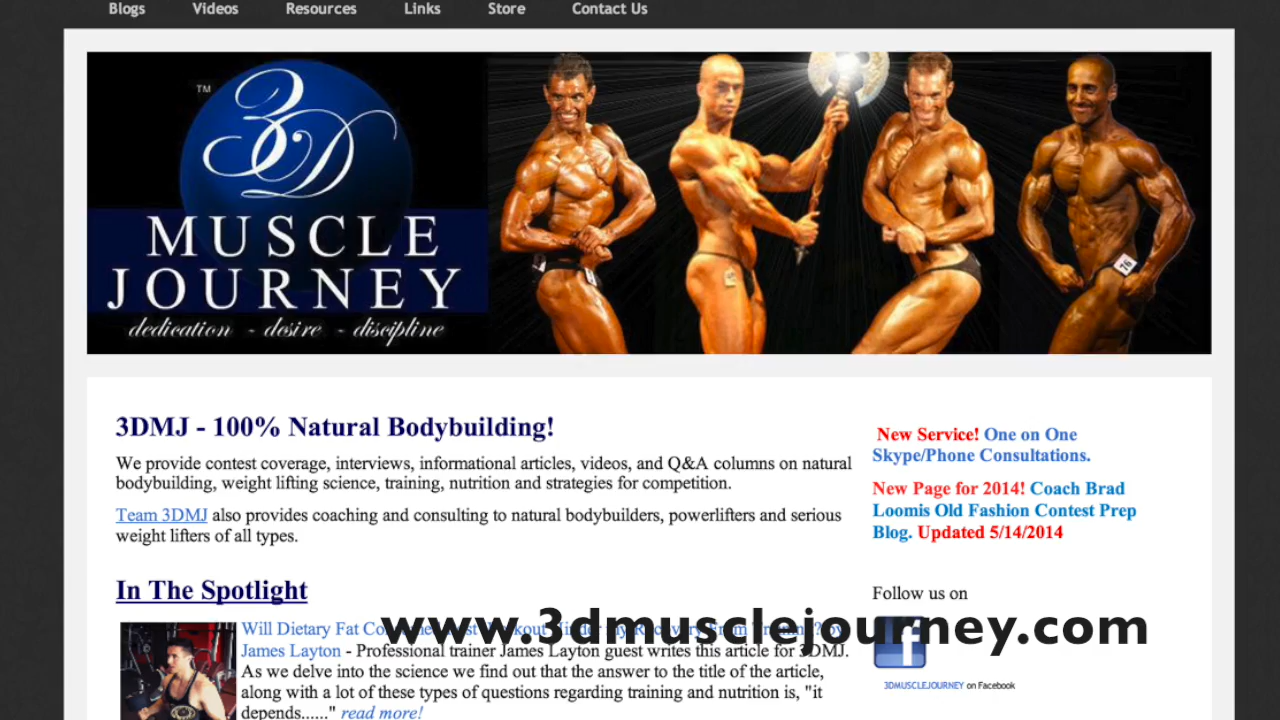 Blogs Videos Resources Links Store Contact Us
TM
3D
MUSCLE
JOURNEY
dedication - desire - discipline
76
3DMJ - 100% Natural Bodybuilding!
We provide contest coverage, interviews, informational articles, videos, and Q&A columns on natural
bodybuilding, weight lifting science, training, nutrition and strategies for competition.
Team 3DMJ also provides coaching and consulting to natural bodybuilders, powerlifters and serious
weight lifters of all types.
In The Spotlight
Will Dietary Fat
James Layton - Professional trainer James Layton guest writes this article for 3DMJ.
As we delve into the science we find out that the answer to the title of the article,
along with a lot of these types of questions regarding training and nutrition is, "it
depends......" read more!
New Service! One on One
Skype/Phone Consultations.
New Page for 2014! Coach Brad
Loomis Old Fashion Contest Prep
Blog. Updated 5/14/2014
Follow us on
f
3DMUSCLEJOURNEY on Facebook
www.3dmusclejourney.com